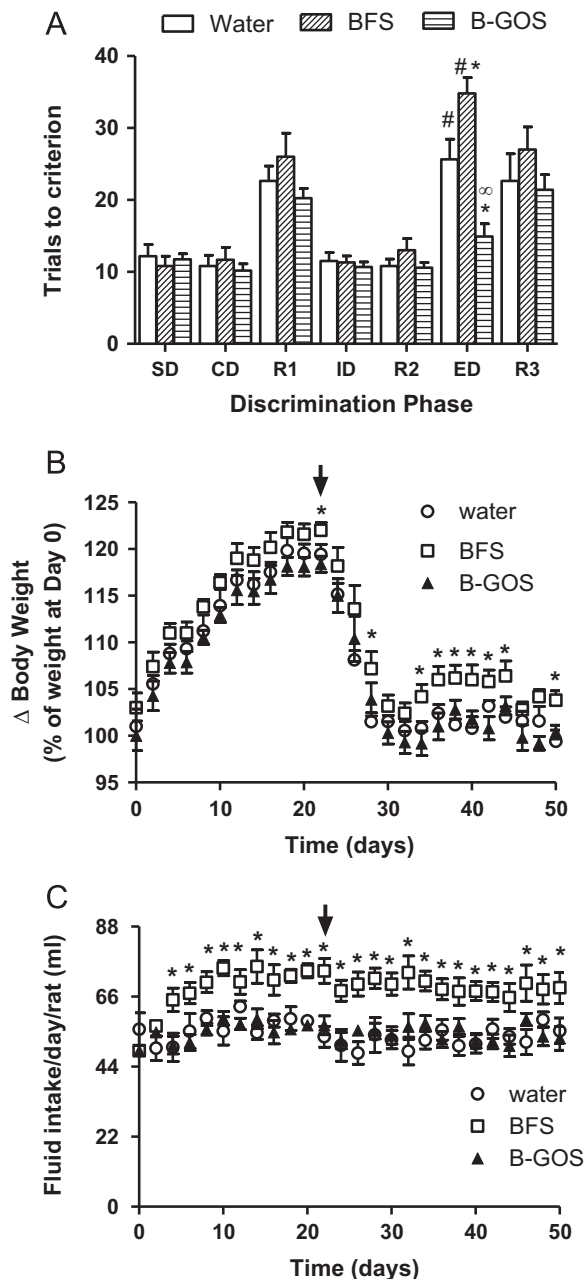 A
Water BFS B-GOS
Trials to criterion
40
30
20
10
0
# # * ∞ *
SD CD R1 ID R2 ED R3
Discrimination Phase
B
Δ Body Weight
(% of weight at Day 0)
125
120
115
110
105
100
95
water
BFS
B-GOS
* * * * * * * * *
0 10 20 30 40 50
Time (days)
C
Fluid intake/day/rat (ml)
88
66
44
22
0
* * * * * * * * * * * * * * * * * * * * * * * *
water
BFS
B-GOS
0 10 20 30 40 50
Time (days)